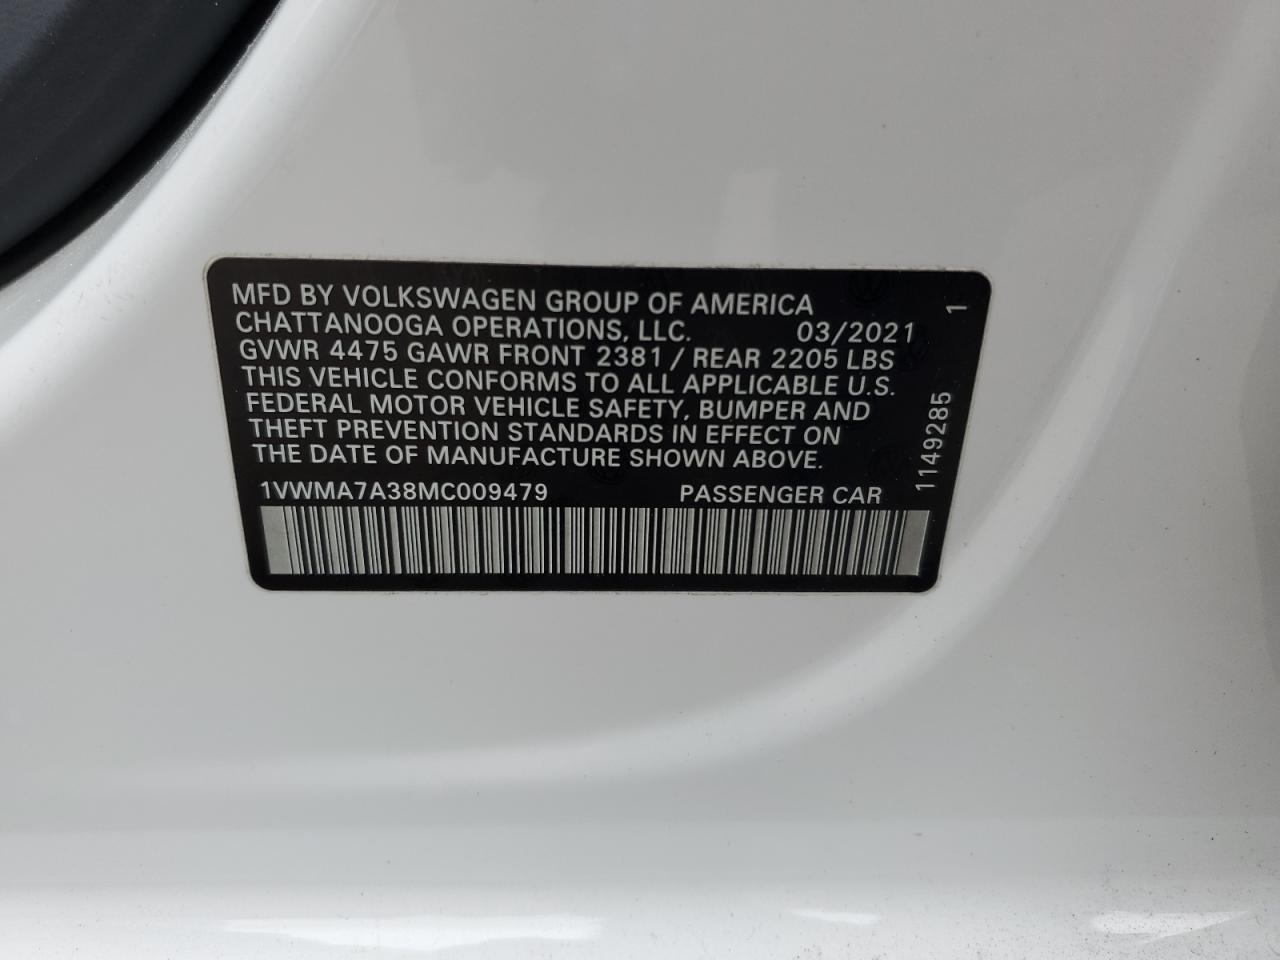 MFD BY VOLKSWAGEN GROUP OF AMERICA
CHATTANOOGA OPERATIONS, LLC. 03/2021
GVWR 4475 GAWR FRONT 2381 / REAR 2205 LBS
THIS VEHICLE CONFORMS TO ALL APPLICABLE U.S.
FEDERAL MOTOR VEHICLE SAFETY, BUMPER AND
THEFT PREVENTION STANDARDS IN EFFECT ON
THE DATE OF MANUFACTURE SHOWN ABOVE.
1VWMA7A38MC009479 PASSENGER CAR
1149285 1